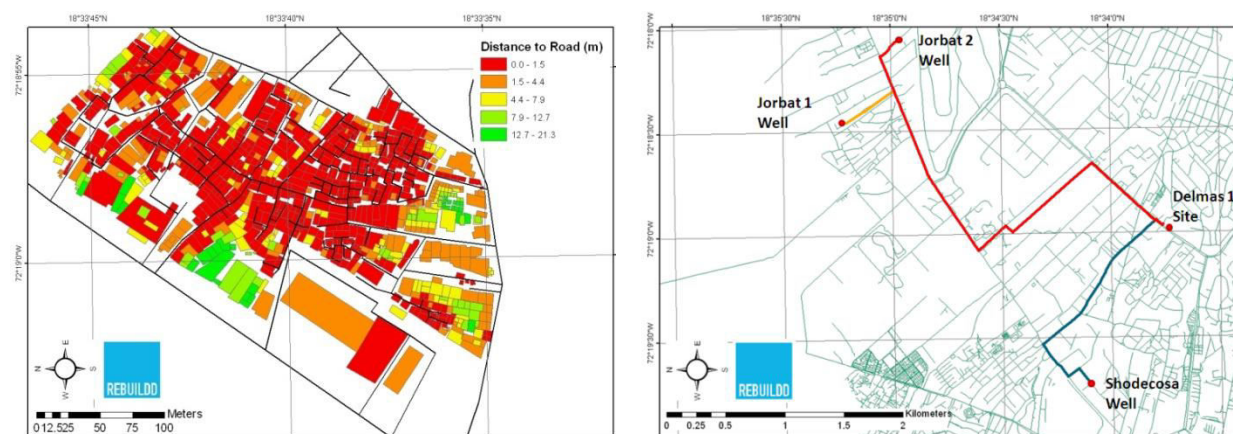 18°33'45"N
18°33'40"N
18°33'35"N
72°18'55"W
72°19'0"W
Distance to Road (m)
0.0 - 1.5
1.5 - 4.4
4.4 - 7.9
7.9 - 12.7
12.7 - 21.3
N
E
S
W
REBUILDD
Meters
0 12.525 50 75 100
18°35'30"N
18°35'0"N
18°34'30"N
18°34'0"N
72°18'0"W
72°18'30"W
72°19'0"W
72°19'30"W
Jorbat 2
Well
Jorbat 1
Well
Delmas 1
Site
Shodecosa
Well
N
E
S
W
REBUILDD
Kilometers
0 0.25 0.5 1 1.5 2